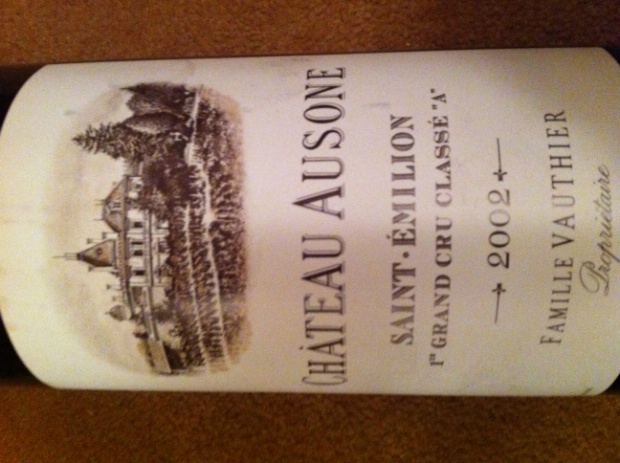 CHÂTEAU AUSONE
SAINT-ÉMILION
1ER GRAND CRU CLASSÉ "A"
2002
FAMILLE VAUTHIER
Propriétaire